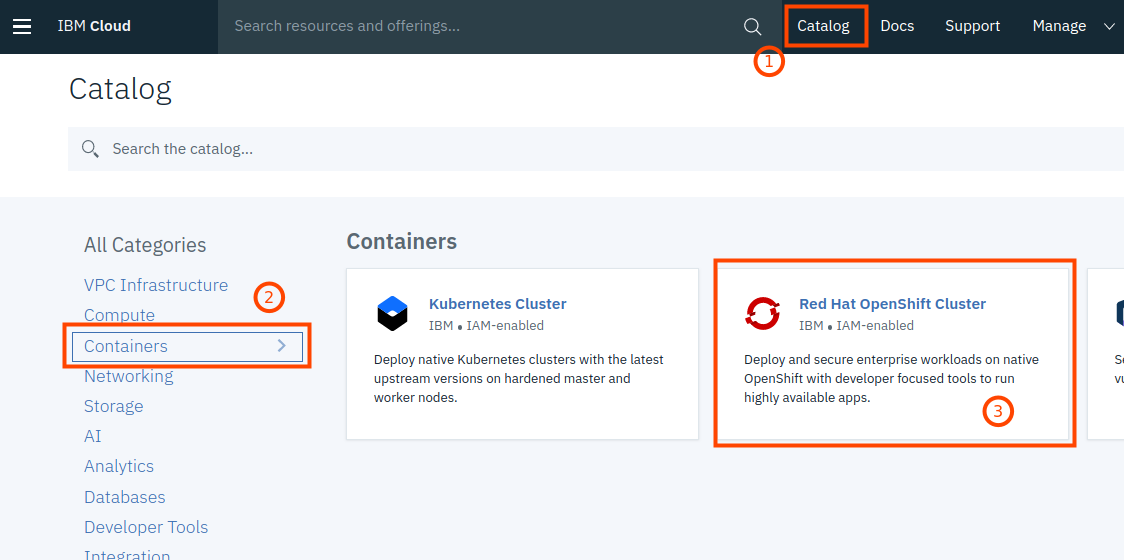 IBM Cloud
Search resources and offerings...
Catalog
Docs
Support
Manage
1
Catalog
Search the catalog...
All Categories
VPC Infrastructure
2
Compute
Containers
Networking
Storage
AI
Analytics
Databases
Developer Tools
Integration
Containers
Kubernetes Cluster
IBM • IAM-enabled
Deploy native Kubernetes clusters with the latest
upstream versions on hardened master and
worker nodes.
Red Hat OpenShift Cluster
IBM • IAM-enabled
Deploy and secure enterprise workloads on native
OpenShift with developer focused tools to run
highly available apps.
3